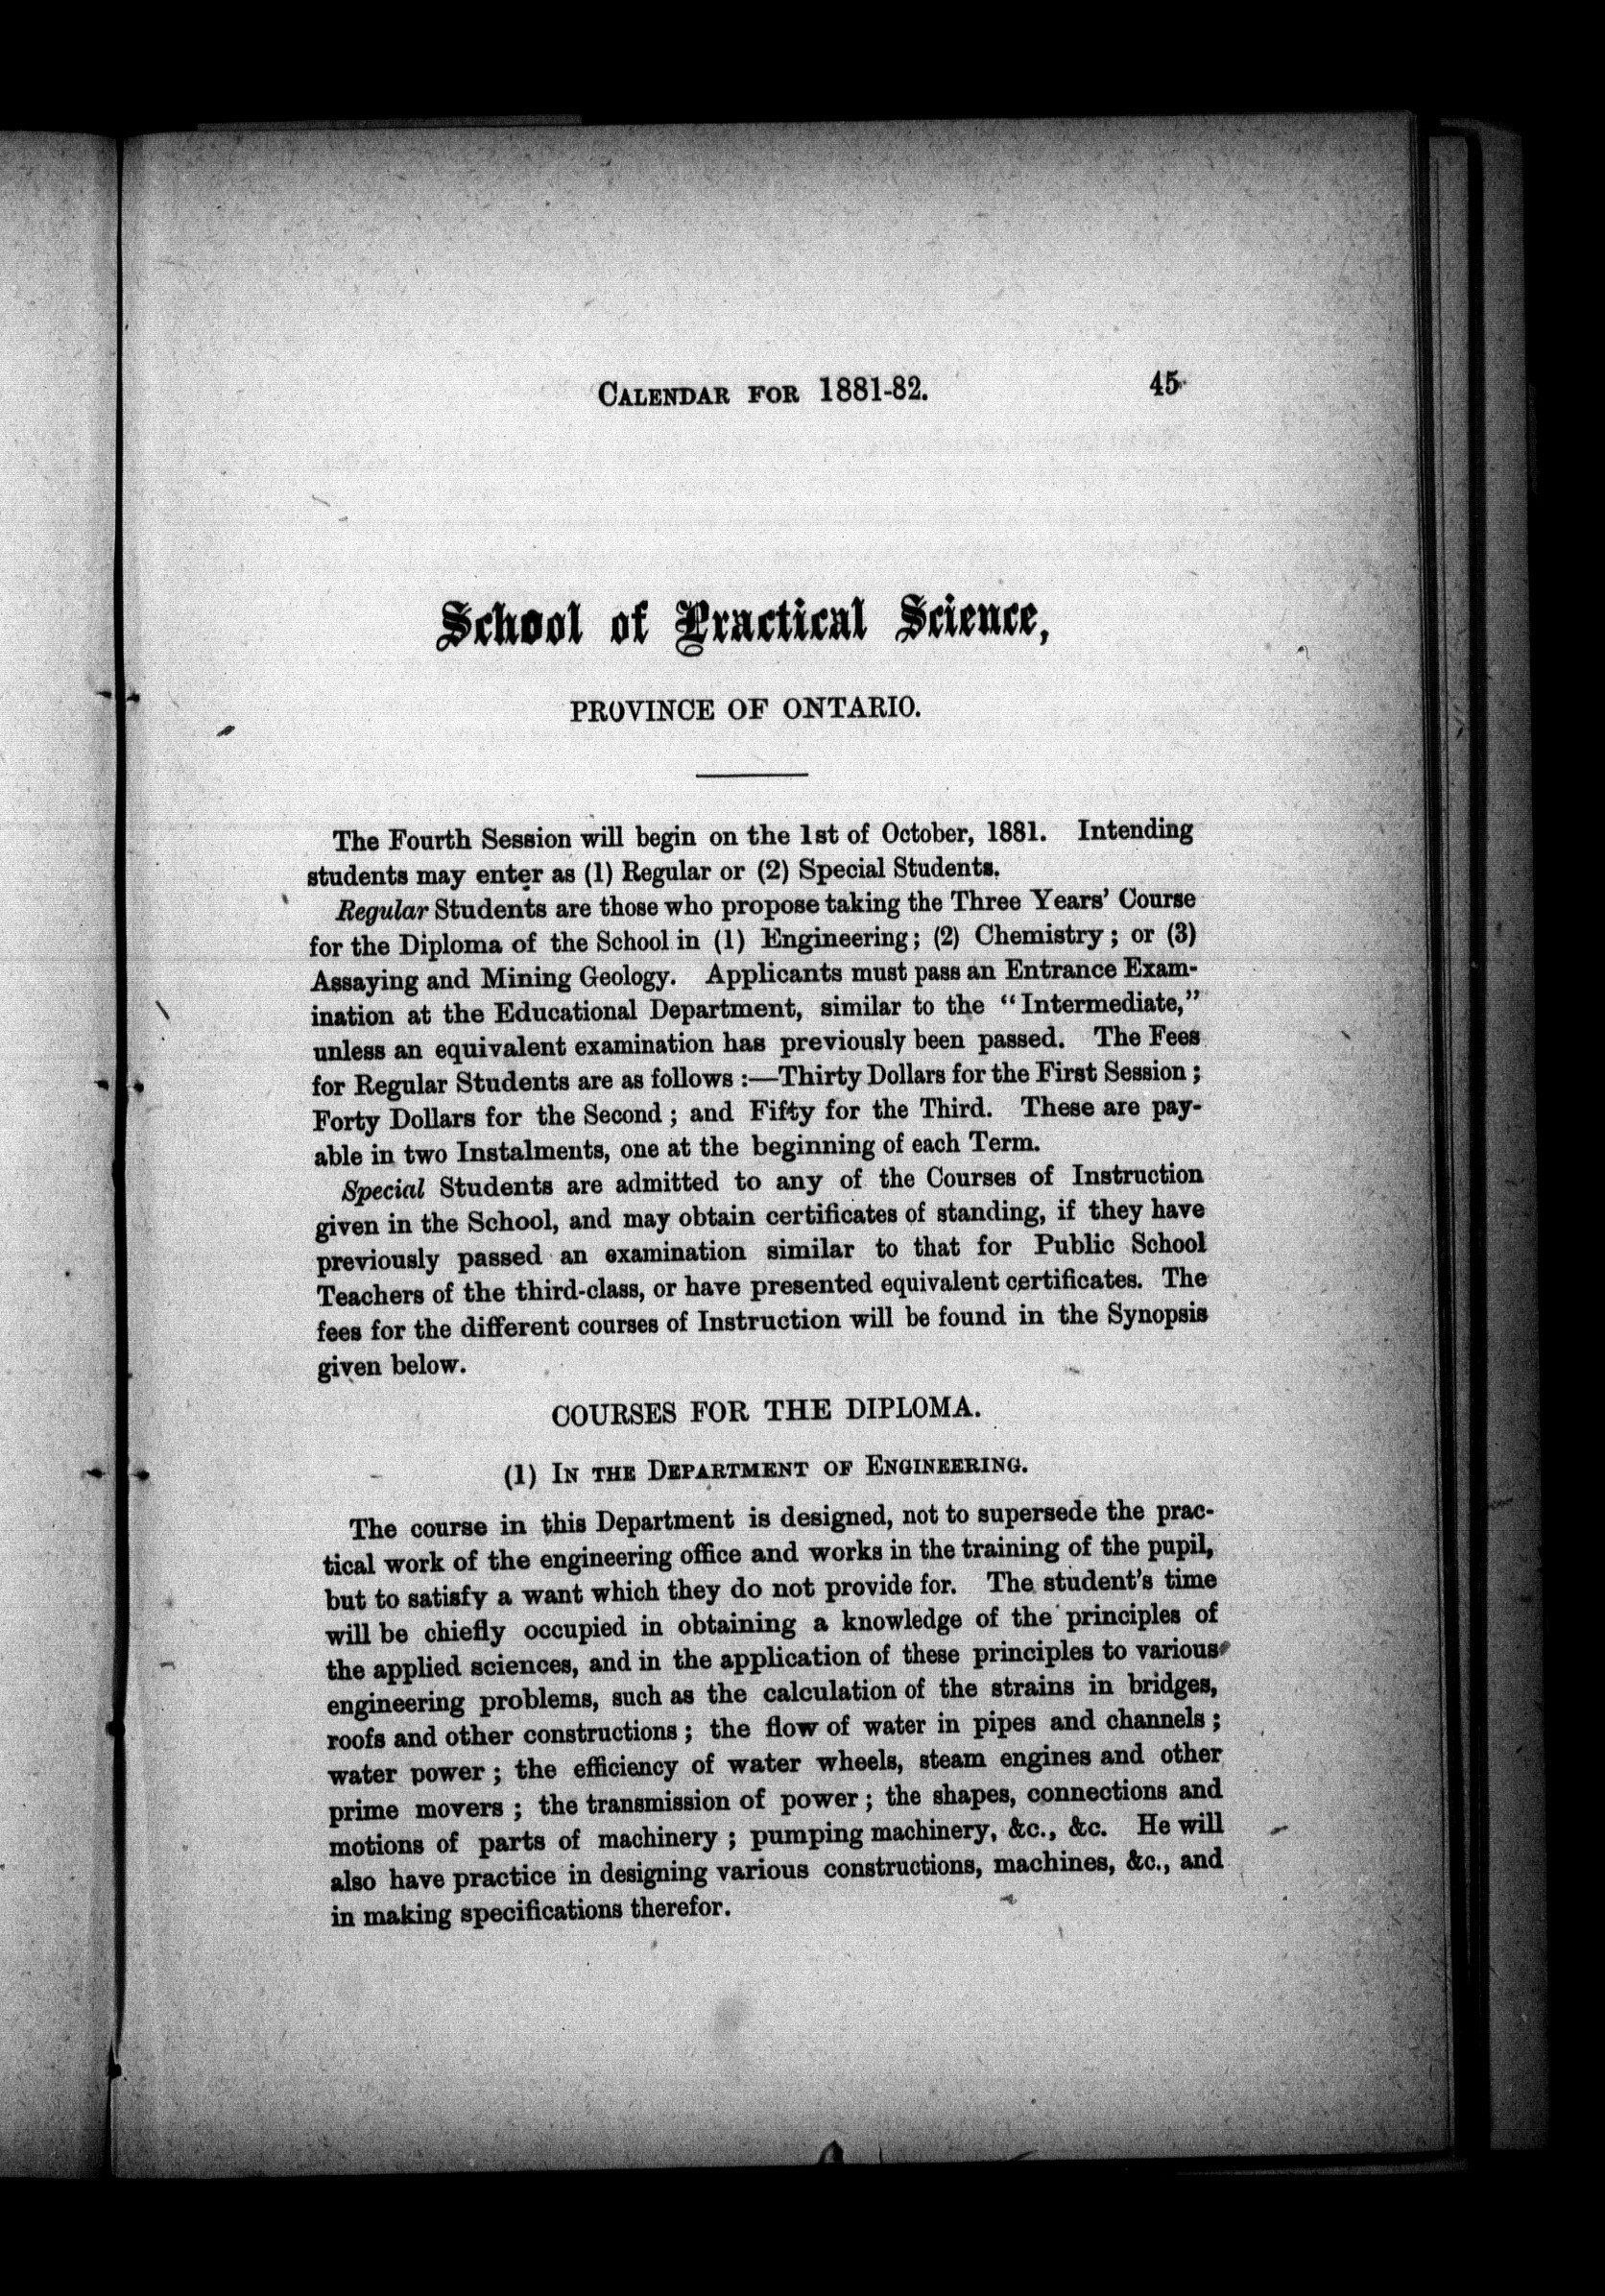 CALENDAR FOR 1881-82. 45
School of Practical Science,
PROVINCE OF ONTARIO.
The Fourth Session will begin on the 1st of October, 1881. Intending
students may enter as (1) Regular or (2) Special Students.
Regular Students are those who propose taking the Three Years' Course
for the Diploma of the School in (1) Engineering; (2) Chemistry; or (3)
Assaying and Mining Geology. Applicants must pass an Entrance Exam-
ination at the Educational Department, similar to the "Intermediate,"
unless an equivalent examination has previously been passed. The Fees
for Regular Students are as follows:—Thirty Dollars for the First Session;
Forty Dollars for the Second; and Fifty for the Third. These are pay-
able in two Instalments, one at the beginning of each Term.
Special Students are admitted to any of the Courses of Instruction
given in the School, and may obtain certificates of standing, if they have
previously passed an examination similar to that for Public School
Teachers of the third-class, or have presented equivalent certificates. The
fees for the different courses of Instruction will be found in the Synopsis
given below.
COURSES FOR THE DIPLOMA.
(1) IN THE DEPARTMENT OF ENGINEERING.
The course in this Department is designed, not to supersede the prac-
tical work of the engineering office and works in the training of the pupil,
but to satisfy a want which they do not provide for. The student's time
will be chiefly occupied in obtaining a knowledge of the principles of
the applied sciences, and in the application of these principles to various
engineering problems, such as the calculation of the strains in bridges,
roofs and other constructions; the flow of water in pipes and channels;
water power; the efficiency of water wheels, steam engines and other
prime movers; the transmission of power; the shapes, connections and
motions of parts of machinery; pumping machinery, &c., &c. He will
also have practice in designing various constructions, machines, &c., and
in making specifications therefor.